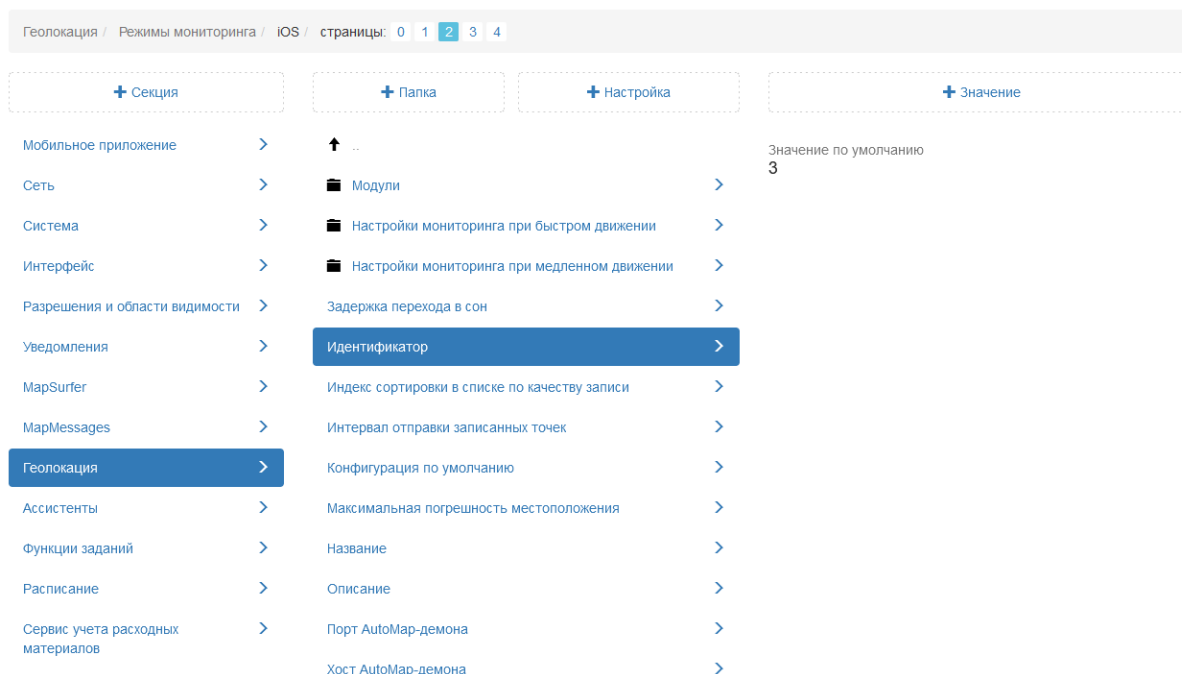 Геолокация / Режимы мониторинга / iOS / страницы: 0 1 2 3 4
+ Секция
+ Папка
+ Настройка
+ Значение
Мобильное приложение
Сеть
Система
Интерфейс
Разрешения и области видимости
Уведомления
MapSurfer
MapMessages
Геолокация
Ассистенты
Функции заданий
Расписание
Сервис учета расходных
материалов
..
Модули
Настройки мониторинга при быстром движении
Настройки мониторинга при медленном движении
Задержка перехода в сон
Идентификатор
Индекс сортировки в списке по качеству записи
Интервал отправки записанных точек
Конфигурация по умолчанию
Максимальная погрешность местоположения
Название
Описание
Порт AutoMap-демона
Хост AutoMap-демона
Значение по умолчанию
3